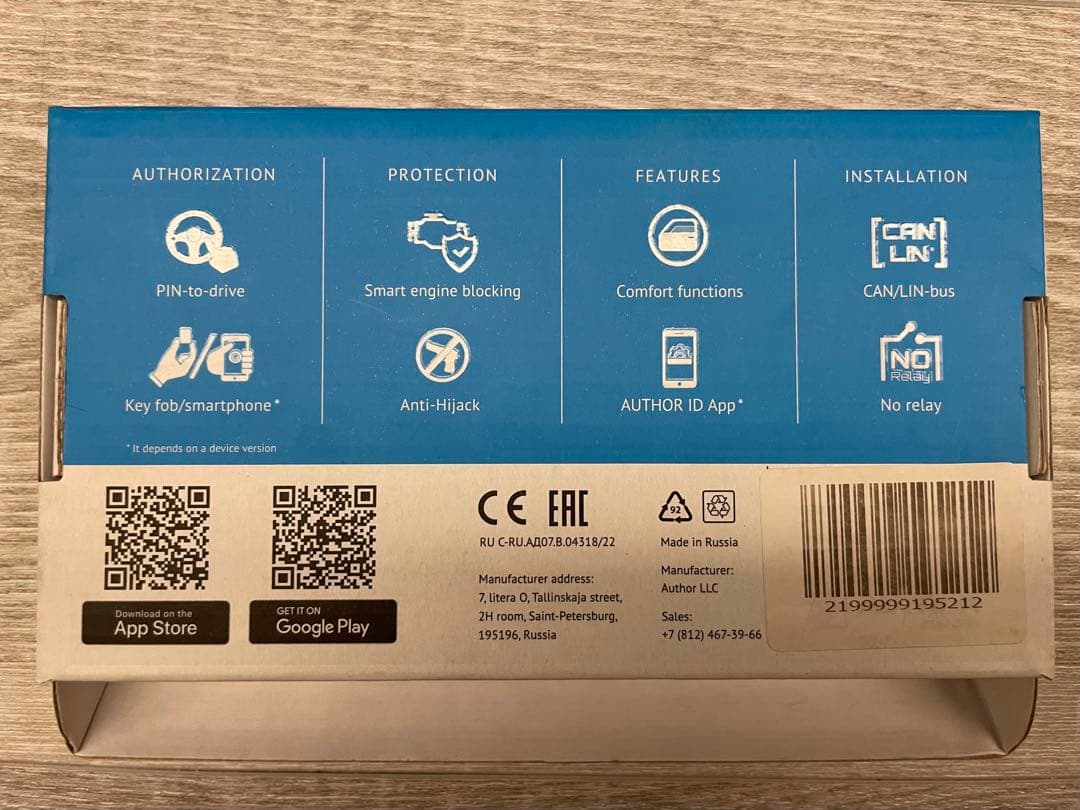 AUTHORIZATION
PIN-to-drive
Key fob/smartphone*
* It depends on a device version
PROTECTION
Smart engine blocking
Anti-Hijack
FEATURES
Comfort functions
AUTHOR ID App*
INSTALLATION
CAN
LIN*
CAN/LIN-bus
NO
Relay!
No relay
Download on the
App Store
GET IT ON
Google Play
CE EAC
RU C-RU.АД07.В.04318/22
Manufacturer address:
7, litera O, Tallinskaja street,
2H room, Saint-Petersburg,
195196, Russia
92
Made in Russia
Manufacturer:
Author LLC
Sales:
+7 (812) 467-39-66
2199999195212